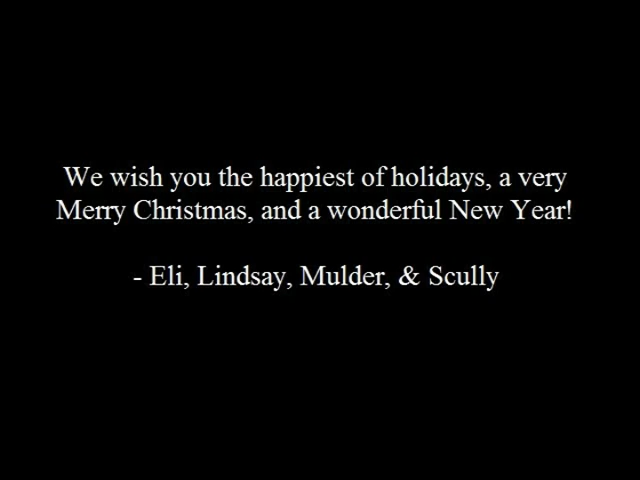 We wish you the happiest of holidays, a very
Merry Christmas, and a wonderful New Year!
- Eli, Lindsay, Mulder, & Scully